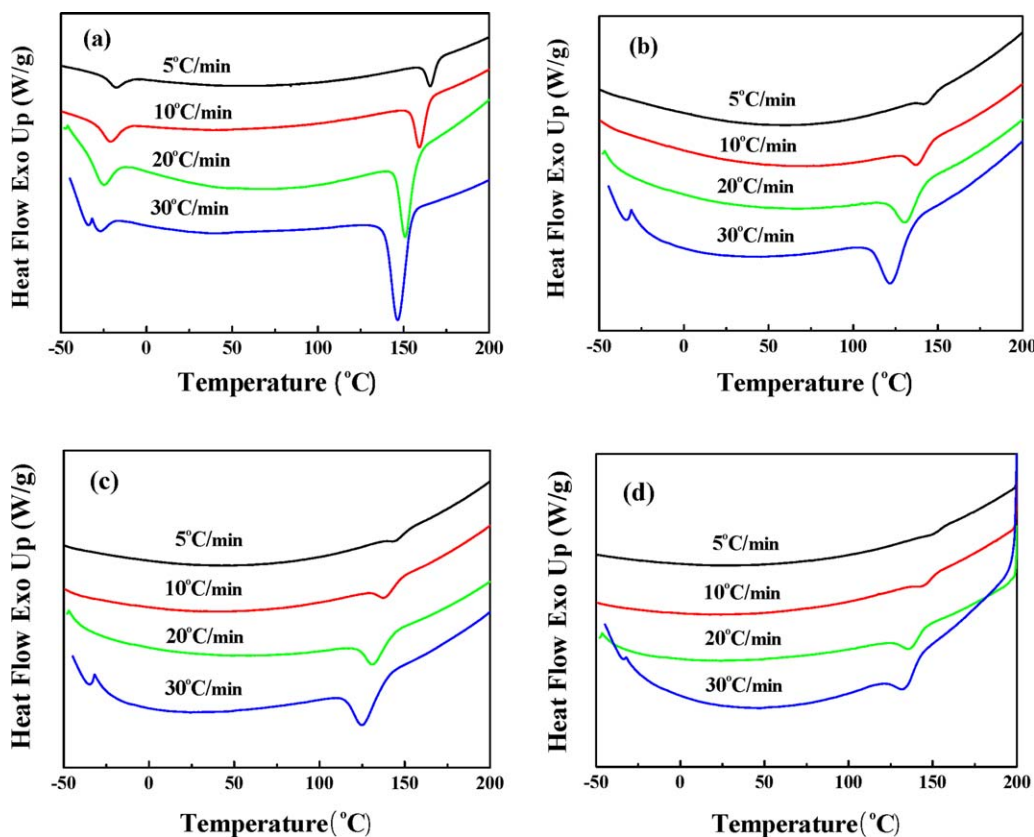 (a)
5°C/min
10°C/min
20°C/min
30°C/min
Heat Flow Exo Up (W/g)
-50 0 50 100 150 200
Temperature (°C)
(b)
5°C/min
10°C/min
20°C/min
30°C/min
Heat Flow Exo Up (W/g)
-50 0 50 100 150 200
Temperature (°C)
(c)
5°C/min
10°C/min
20°C/min
30°C/min
Heat Flow Exo Up (W/g)
-50 0 50 100 150 200
Temperature(°C)
(d)
5°C/min
10°C/min
20°C/min
30°C/min
Heat Flow Exo Up (W/g)
-50 0 50 100 150 200
Temperature(°C)